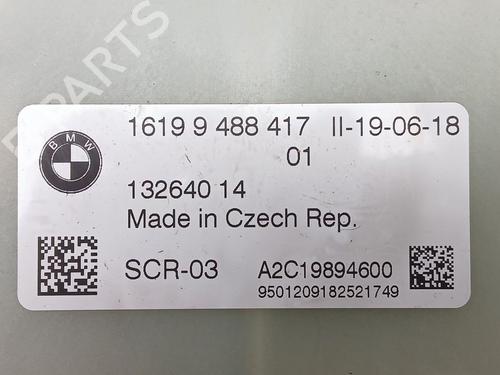 PARTS
BMW
1619 9 488 417 II-19-06-18
01
132640 14
Made in Czech Rep.
SCR-03 A2C19894600
9501209182521749